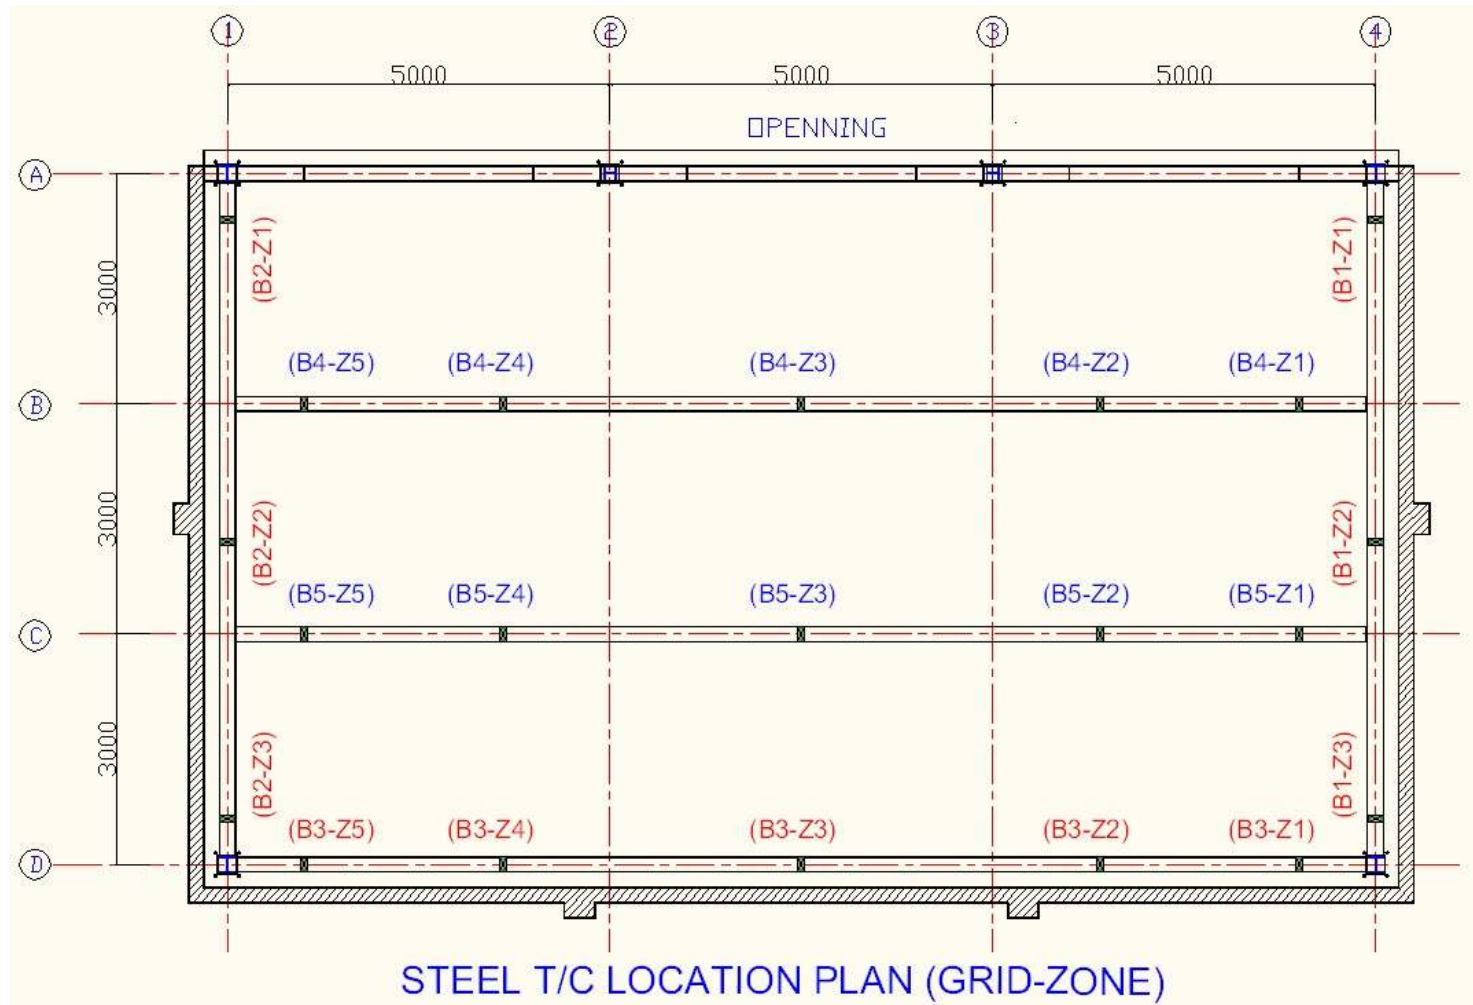 1 2 3 4
5000 5000 5000
OPENNING
A
(B2-Z1) (B1-Z1)
3000
(B4-Z5) (B4-Z4) (B4-Z3) (B4-Z2) (B4-Z1)
B
3000
(B2-Z2) (B1-Z2)
(B5-Z5) (B5-Z4) (B5-Z3) (B5-Z2) (B5-Z1)
C
3000
(B2-Z3) (B1-Z3)
(B3-Z5) (B3-Z4) (B3-Z3) (B3-Z2) (B3-Z1)
D
STEEL T/C LOCATION PLAN (GRID-ZONE)